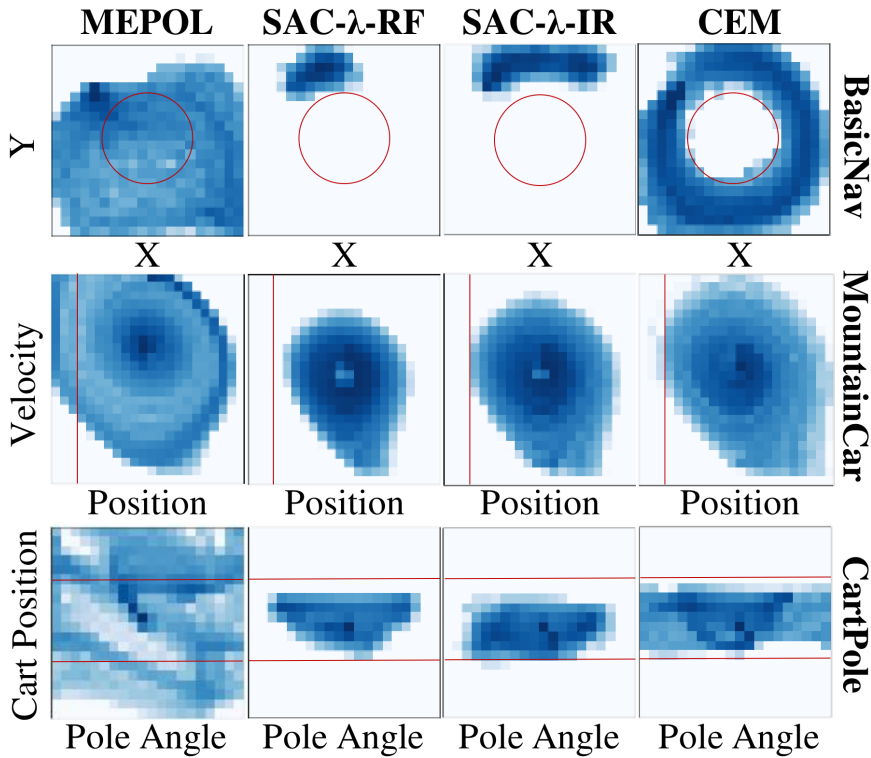 MEPOL SAC-λ-RF SAC-λ-IR CEM
Y
BasicNav
X X X X
Velocity
MountainCar
Position Position Position Position
Cart Position
CartPole
Pole Angle Pole Angle Pole Angle Pole Angle